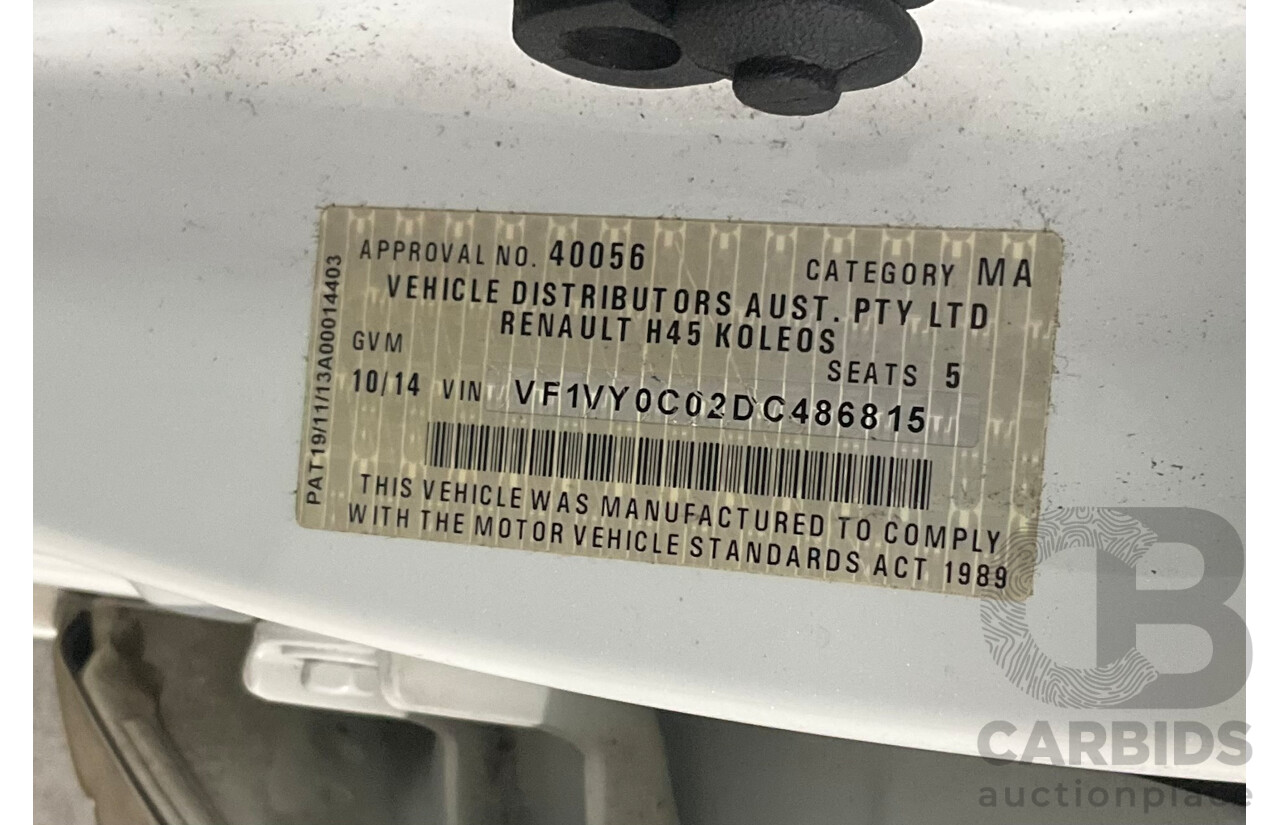 APPROVAL NO. 40056 CATEGORY MA
VEHICLE DISTRIBUTORS AUST. PTY LTD
RENAULT H45 KOLEOS
GVM SEATS 5
10/14 VIN VF1VY0C02DC486815
THIS VEHICLE WAS MANUFACTURED TO COMPLY
WITH THE MOTOR VEHICLE STANDARDS ACT 1989
PAT19/11/13A00014403
CB
CARBIDS
auctionplace